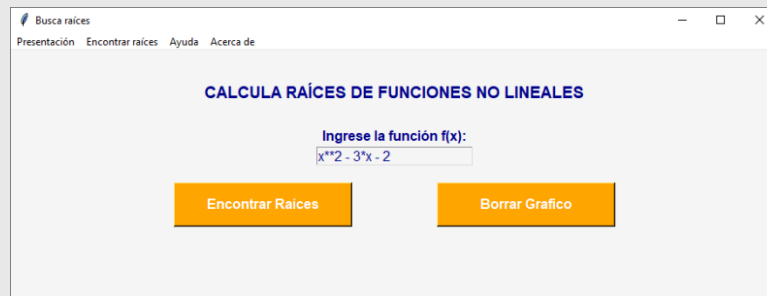 Busca raíces
Presentación Encontrar raíces Ayuda Acerca de
CALCULA RAÍCES DE FUNCIONES NO LINEALES
Ingrese la función f(x):
x**2 - 3*x - 2
Encontrar Raices Borrar Grafico